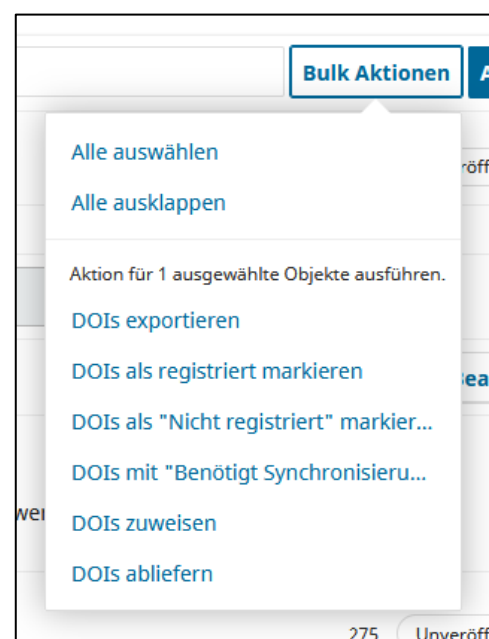 Bulk Aktionen
A
Alle auswählen
Alle ausklappen
Aktion für 1 ausgewählte Objekte ausführen.
DOIs exportieren
DOIs als registriert markieren
DOIs als "Nicht registriert" markier...
DOIs mit "Benötigt Synchronisieru...
DOIs zuweisen
DOIs abliefern
275 Unveröff